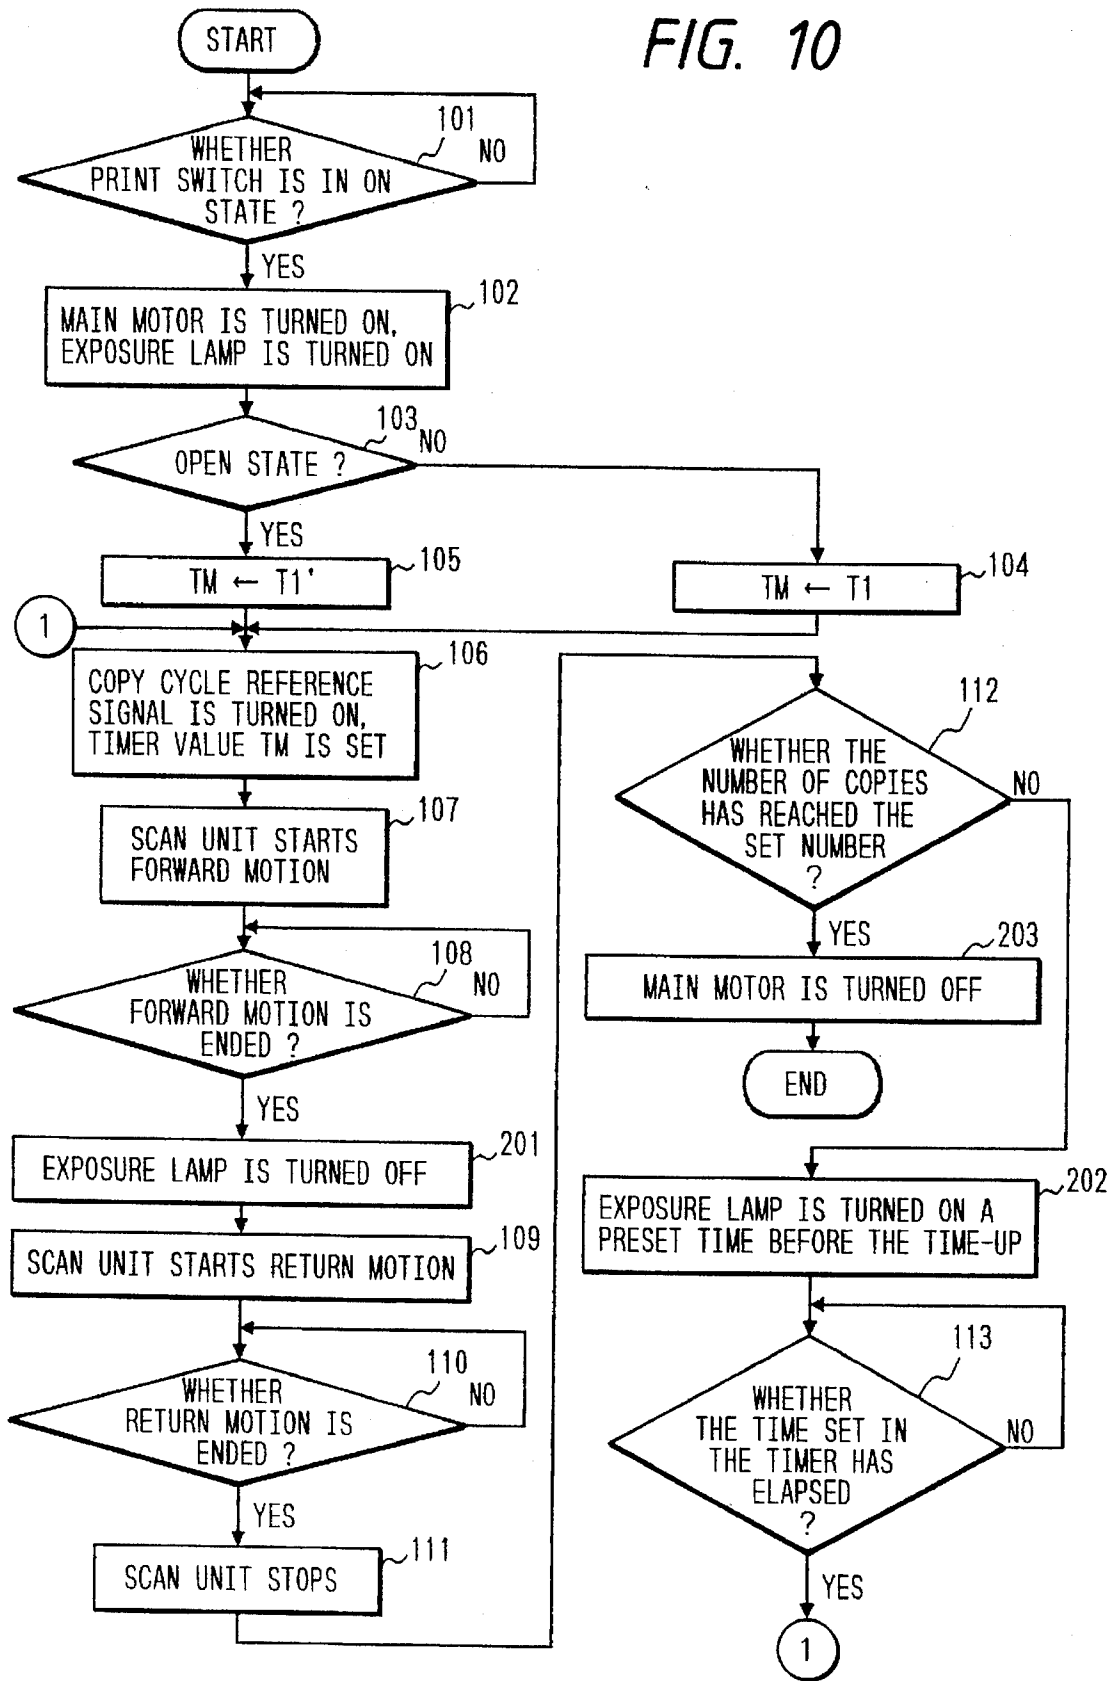 FIG. 10
START
101
WHETHER
PRINT SWITCH IS IN ON
STATE ?
NO
YES
102
MAIN MOTOR IS TURNED ON,
EXPOSURE LAMP IS TURNED ON
103
OPEN STATE ?
NO
YES
105
TM ← T1'
104
TM ← T1
1
106
COPY CYCLE REFERENCE
SIGNAL IS TURNED ON,
TIMER VALUE TM IS SET
107
SCAN UNIT STARTS
FORWARD MOTION
108
WHETHER
FORWARD MOTION IS
ENDED ?
NO
YES
201
EXPOSURE LAMP IS TURNED OFF
109
SCAN UNIT STARTS RETURN MOTION
110
WHETHER
RETURN MOTION IS
ENDED ?
NO
YES
111
SCAN UNIT STOPS
112
WHETHER THE
NUMBER OF COPIES
HAS REACHED THE
SET NUMBER
?
NO
YES
203
MAIN MOTOR IS TURNED OFF
END
202
EXPOSURE LAMP IS TURNED ON A
PRESET TIME BEFORE THE TIME-UP
113
WHETHER
THE TIME SET IN
THE TIMER HAS
ELAPSED
?
NO
YES
1